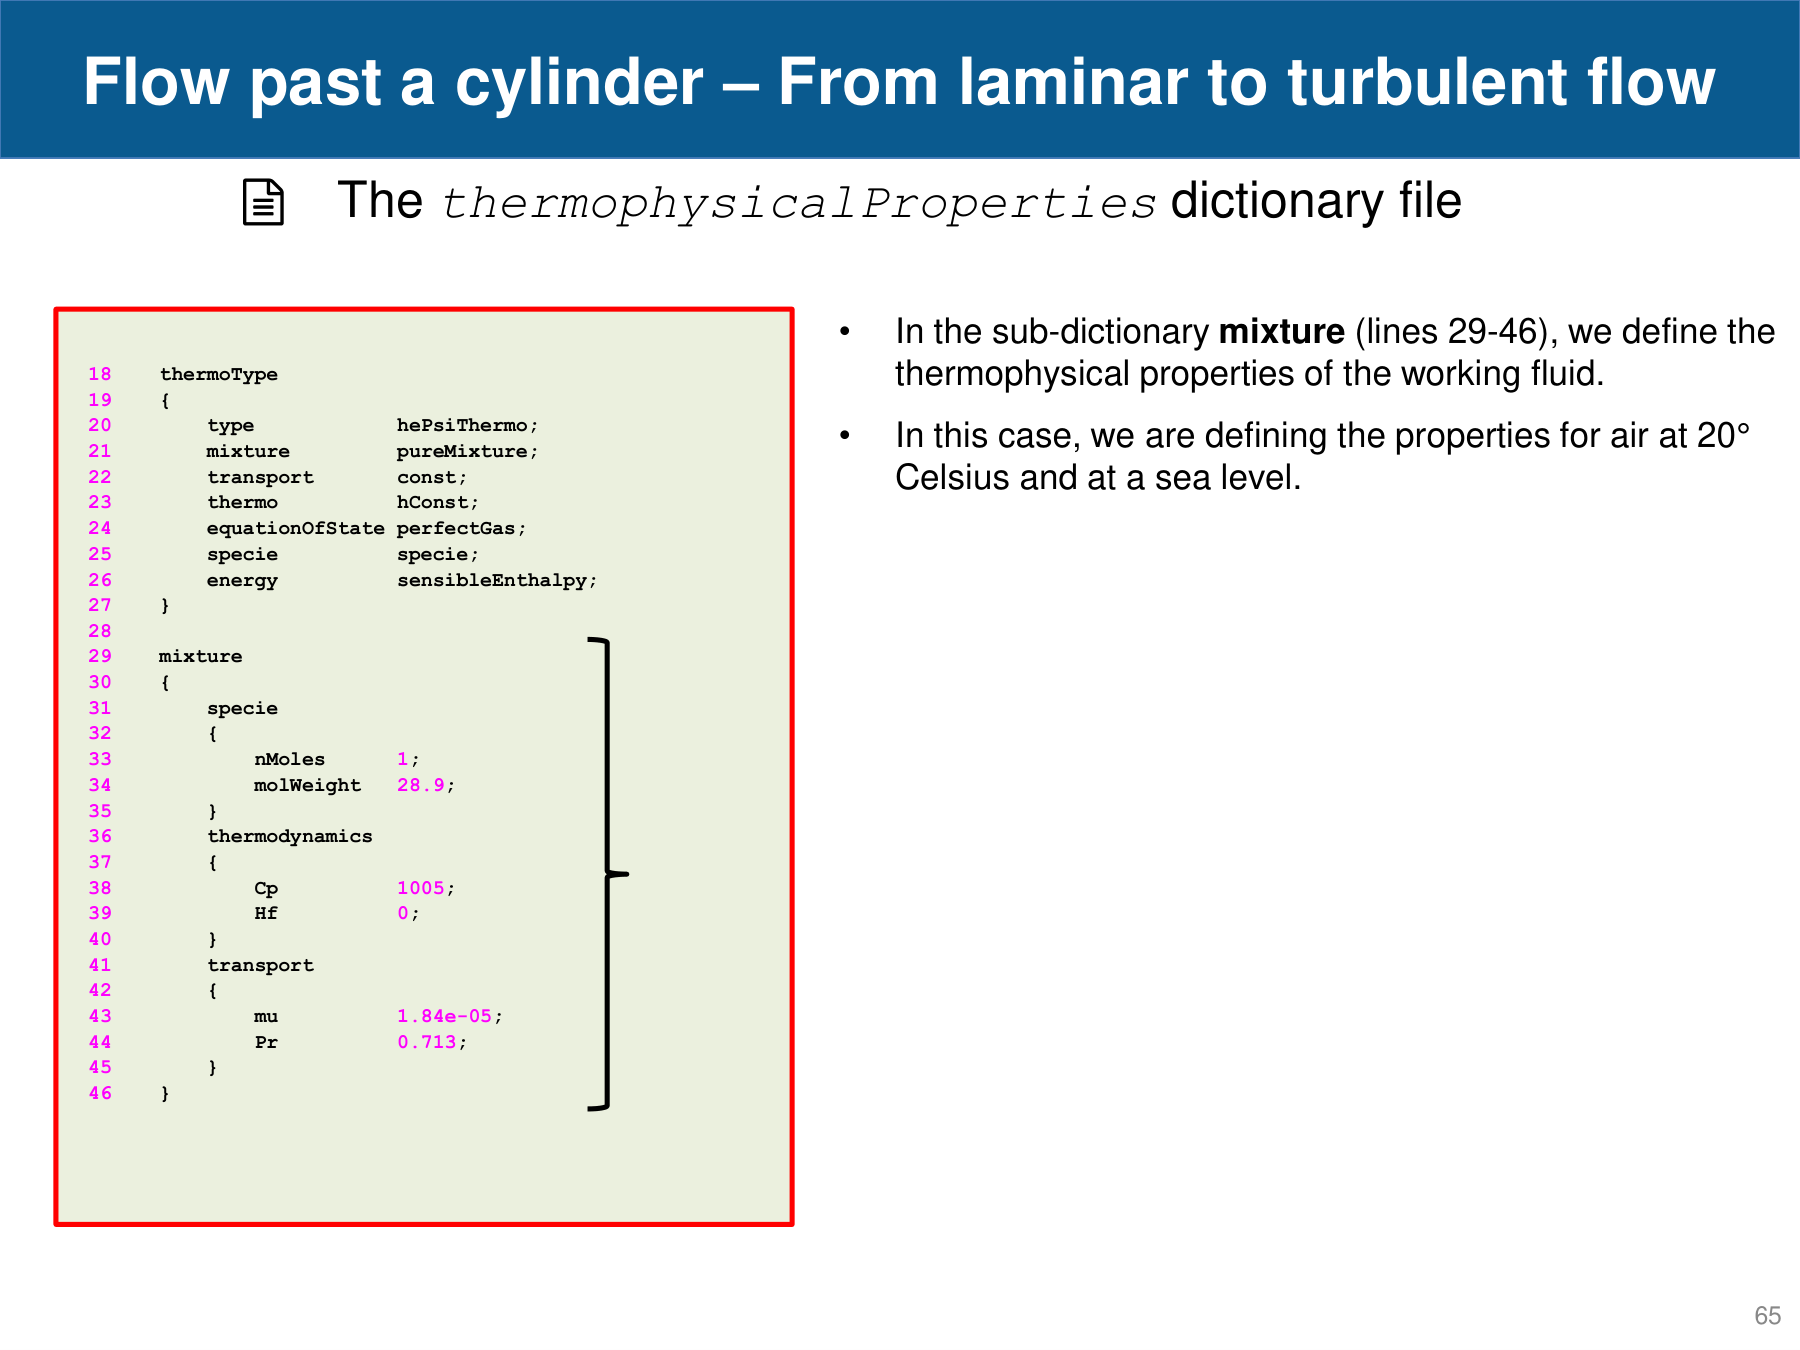 Flow past a cylinder – From laminar to turbulent flow
The thermophysicalProperties dictionary file
18    thermoType
19    {
20        type            hePsiThermo;
21        mixture         pureMixture;
22        transport       const;
23        thermo          hConst;
24        equationOfState perfectGas;
25        specie          specie;
26        energy          sensibleEnthalpy;
27    }
28
29    mixture
30    {
31        specie
32        {
33            nMoles      1;
34            molWeight   28.9;
35        }
36        thermodynamics
37        {
38            Cp          1005;
39            Hf          0;
40        }
41        transport
42        {
43            mu          1.84e-05;
44            Pr          0.713;
45        }
46    }
• In the sub-dictionary mixture (lines 29-46), we define the
thermophysical properties of the working fluid.
• In this case, we are defining the properties for air at 20°
Celsius and at a sea level.
65